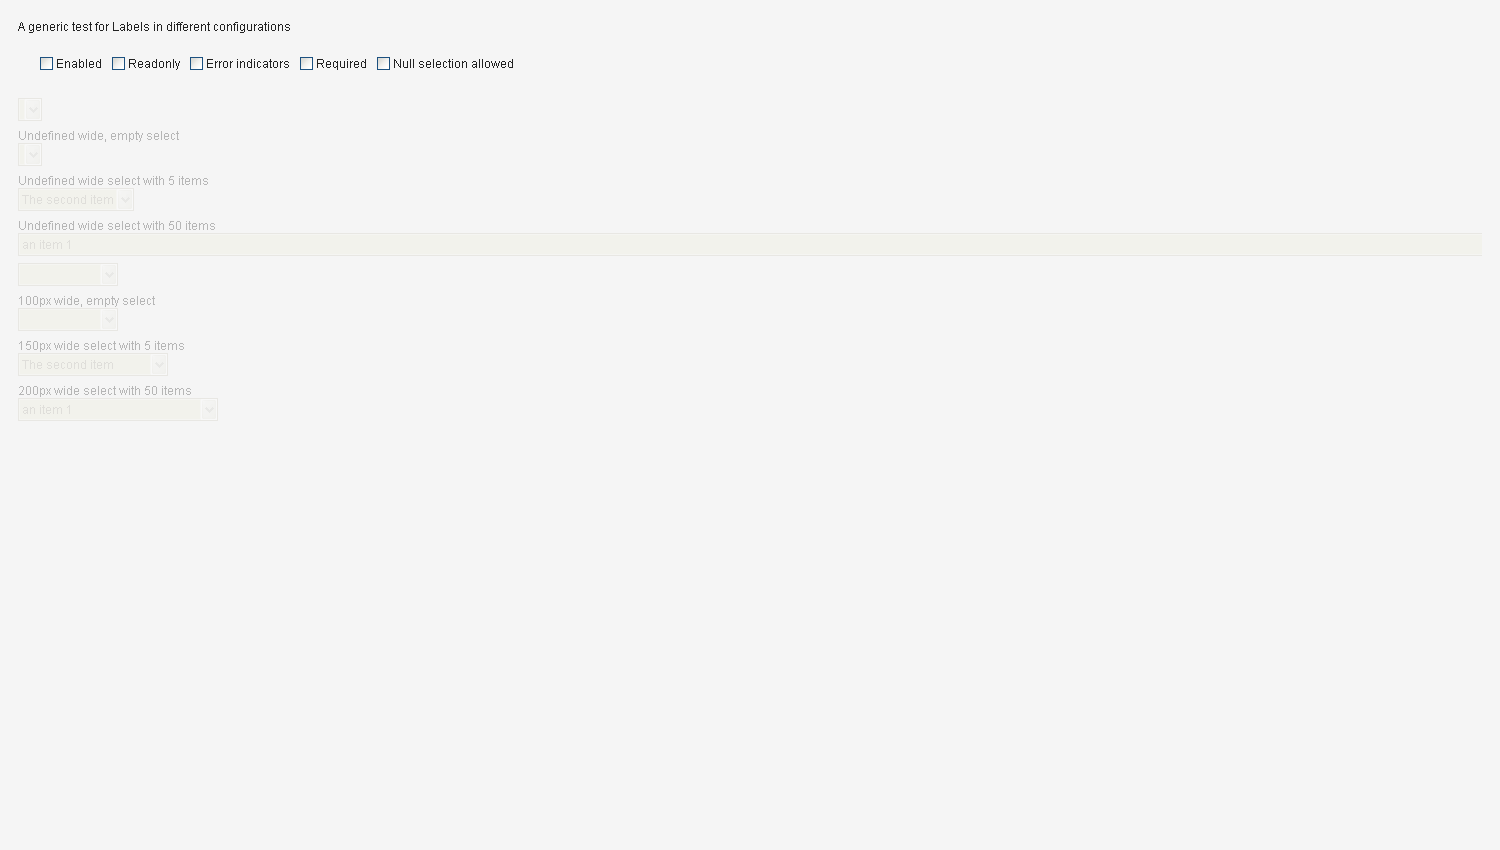 A generic test for Labels in different configurations
Enabled Readonly Error indicators Required Null selection allowed
Undefined wide, empty select
Undefined wide select with 5 items
The second item
Undefined wide select with 50 items
an item 1
100px wide, empty select
150px wide select with 5 items
The second item
200px wide select with 50 items
an item 1